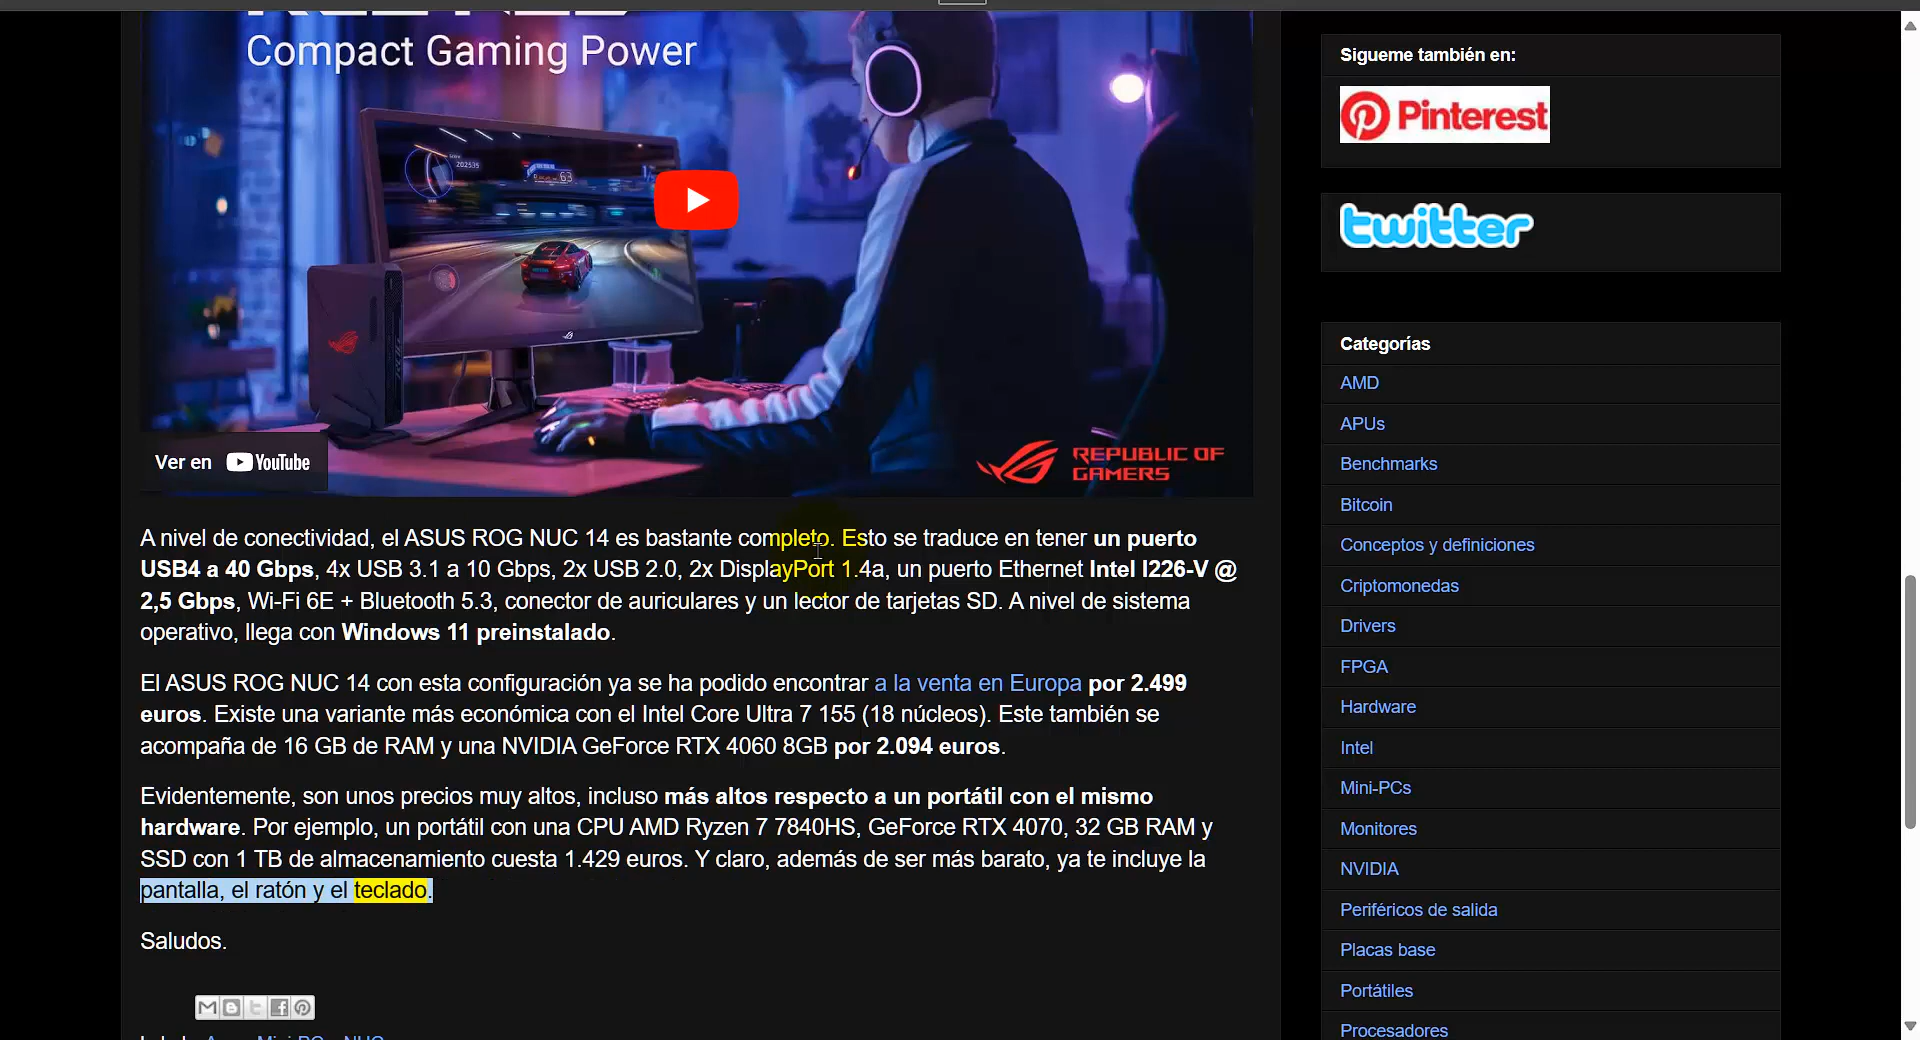 Compact Gaming Power
202535
63
Ver en YouTube
REPUBLIC OF
GAMERS
A nivel de conectividad, el ASUS ROG NUC 14 es bastante completo. Esto se traduce en tener un puerto
USB4 a 40 Gbps, 4x USB 3.1 a 10 Gbps, 2x USB 2.0, 2x DisplayPort 1.4a, un puerto Ethernet Intel I226-V @
2,5 Gbps, Wi-Fi 6E + Bluetooth 5.3, conector de auriculares y un lector de tarjetas SD. A nivel de sistema
operativo, llega con Windows 11 preinstalado.
El ASUS ROG NUC 14 con esta configuración ya se ha podido encontrar a la venta en Europa por 2.499
euros. Existe una variante más económica con el Intel Core Ultra 7 155 (18 núcleos). Este también se
acompaña de 16 GB de RAM y una NVIDIA GeForce RTX 4060 8GB por 2.094 euros.
Evidentemente, son unos precios muy altos, incluso más altos respecto a un portátil con el mismo
hardware. Por ejemplo, un portátil con una CPU AMD Ryzen 7 7840HS, GeForce RTX 4070, 32 GB RAM y
SSD con 1 TB de almacenamiento cuesta 1.429 euros. Y claro, además de ser más barato, ya te incluye la
pantalla, el ratón y el teclado.
Saludos.
Sigueme también en:
Pinterest
twitter
Categorías
AMD
APUs
Benchmarks
Bitcoin
Conceptos y definiciones
Criptomonedas
Drivers
FPGA
Hardware
Intel
Mini-PCs
Monitores
NVIDIA
Periféricos de salida
Placas base
Portátiles
Procesadores